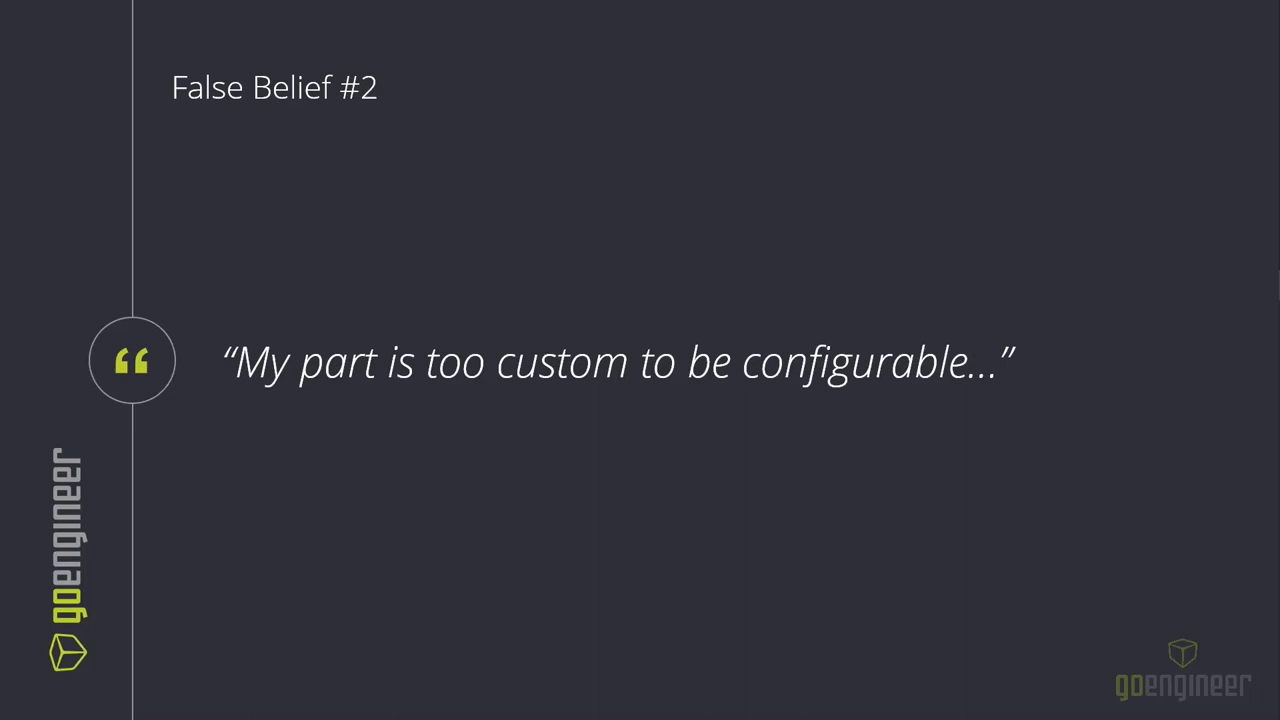 False Belief #2
“My part is too custom to be configurable...”
goengineer
goengineer